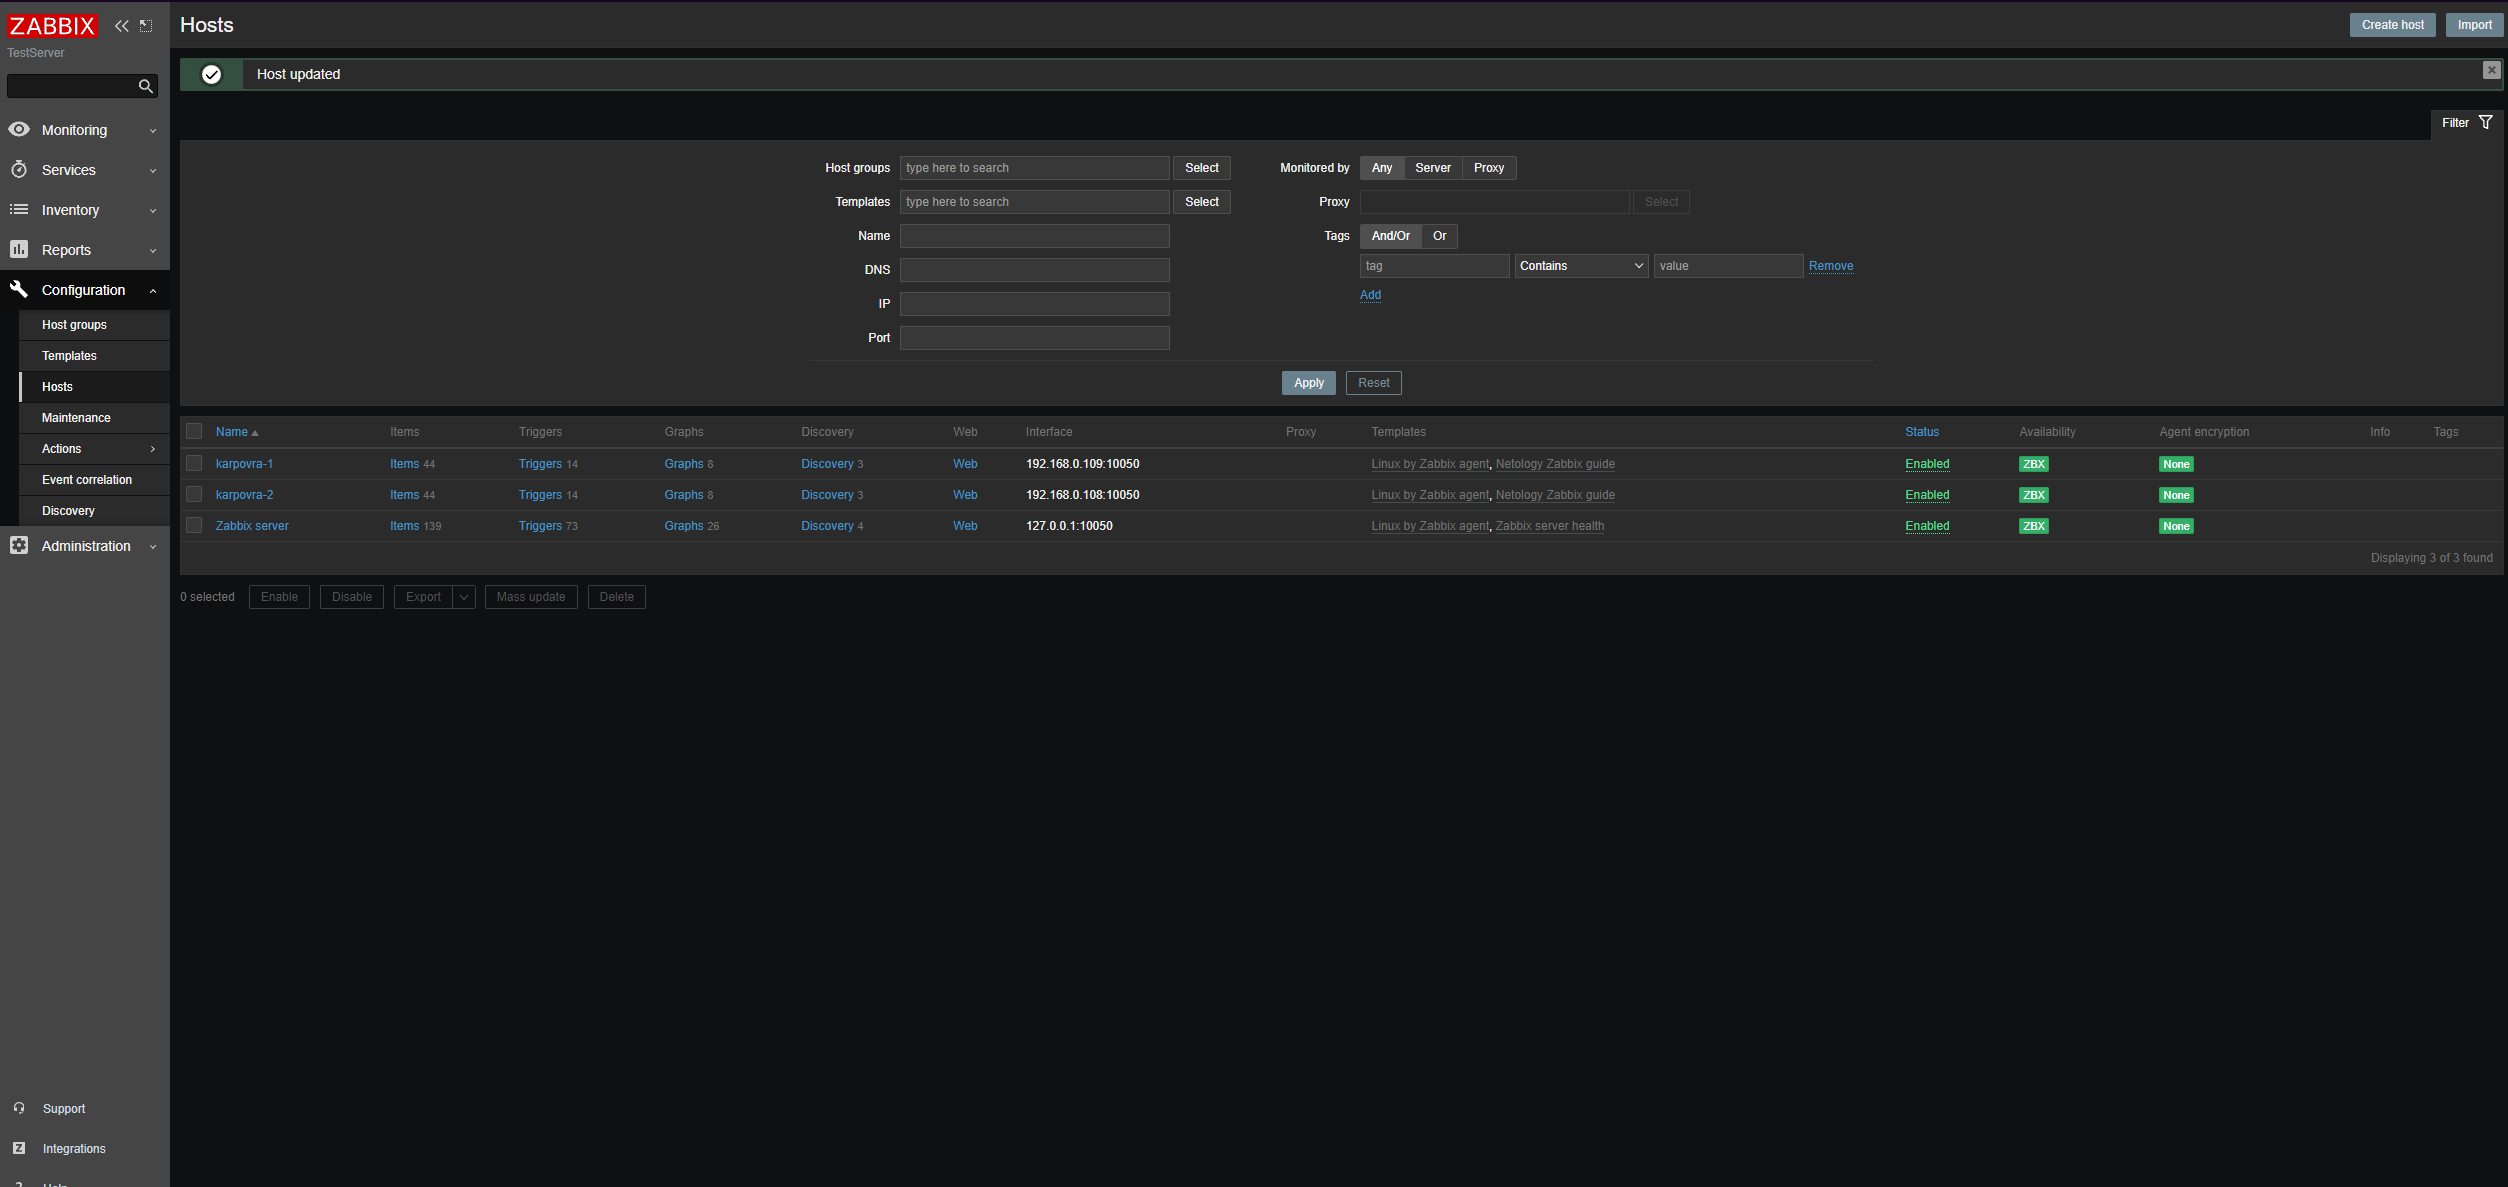 ZABBIX
TestServer
Monitoring
Services
Inventory
Reports
Configuration
Host groups
Templates
Hosts
Maintenance
Actions
Event correlation
Discovery
Administration
Support
Integrations
Help
Hosts
Create host
Import
Host updated
Filter
Host groups type here to search Select
Templates type here to search Select
Name
DNS
IP
Port
Monitored by Any Server Proxy
Proxy Select
Tags And/Or Or
tag Contains value Remove
Add
Apply Reset
Name Items Triggers Graphs Discovery Web Interface Proxy Templates Status Availability Agent encryption Info Tags
karpovra-1 Items 44 Triggers 14 Graphs 8 Discovery 3 Web 192.168.0.109:10050 Linux by Zabbix agent, Netology Zabbix guide Enabled ZBX None
karpovra-2 Items 44 Triggers 14 Graphs 8 Discovery 3 Web 192.168.0.108:10050 Linux by Zabbix agent, Netology Zabbix guide Enabled ZBX None
Zabbix server Items 139 Triggers 73 Graphs 26 Discovery 4 Web 127.0.0.1:10050 Linux by Zabbix agent, Zabbix server health Enabled ZBX None
Displaying 3 of 3 found
0 selected Enable Disable Export Mass update Delete